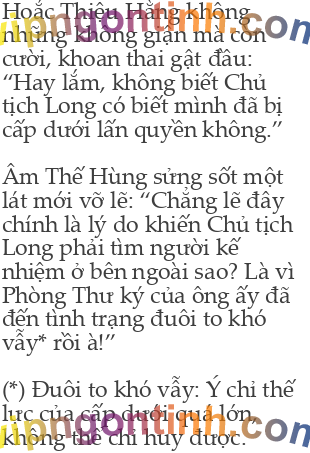 Hoắc Thiệu Hằng không
những không giận mà còn
cười, khoan thai gật đầu:
“Hay lắm, không biết Chủ
tịch Long có biết mình đã bị
cấp dưới lấn quyền không.”
Âm Thế Hùng sửng sốt một
lát mới vỡ lẽ: “Chẳng lẽ đây
chính là lý do khiến Chủ tịch
Long phải tìm người kế
nhiệm ở bên ngoài sao? Là vì
Phòng Thư ký của ông ấy đã
đến tình trạng đuôi to khó
vẫy* rồi à!”
(*) Đuôi to khó vẫy: Ý chỉ thế
lực của cấp dưới quá lớn,
không thể chỉ huy được.
vipngontinh.com
vipngontinh.com